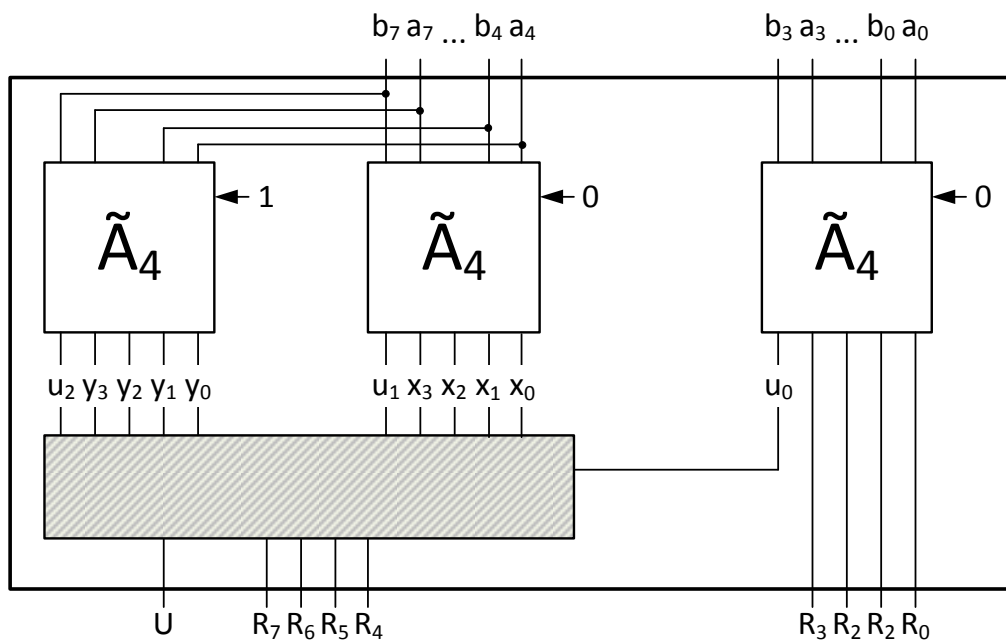 b₇ a₇ ... b₄ a₄ b₃ a₃ ... b₀ a₀
1 0 0
Ã₄ Ã₄ Ã₄
u₂ y₃ y₂ y₁ y₀ u₁ x₃ x₂ x₁ x₀ u₀
U R₇ R₆ R₅ R₄ R₃ R₂ R₂ R₀